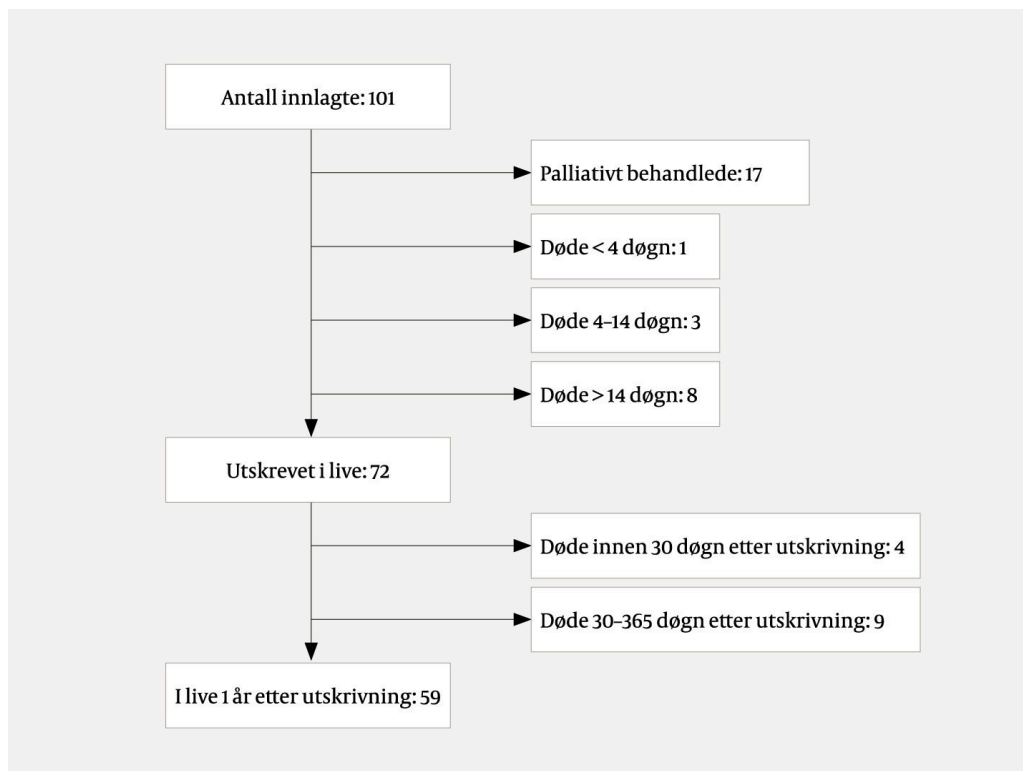 Antall innlagte: 101
Palliativt behandlede: 17
Døde < 4 døgn: 1
Døde 4–14 døgn: 3
Døde > 14 døgn: 8
Utskrevet i live: 72
Døde innen 30 døgn etter utskrivning: 4
Døde 30–365 døgn etter utskrivning: 9
I live 1 år etter utskrivning: 59